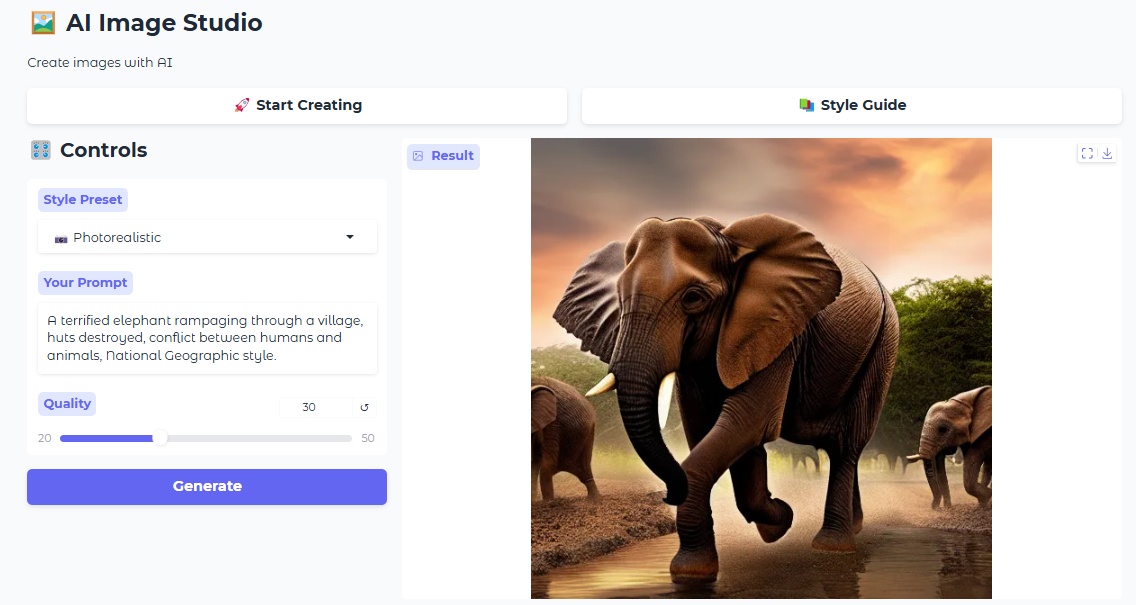 AI Image Studio
Create images with AI
Start Creating
Style Guide
Controls
Style Preset
Photorealistic
Your Prompt
A terrified elephant rampaging through a village,
huts destroyed, conflict between humans and
animals, National Geographic style.
Quality
30
20
50
Generate
Result